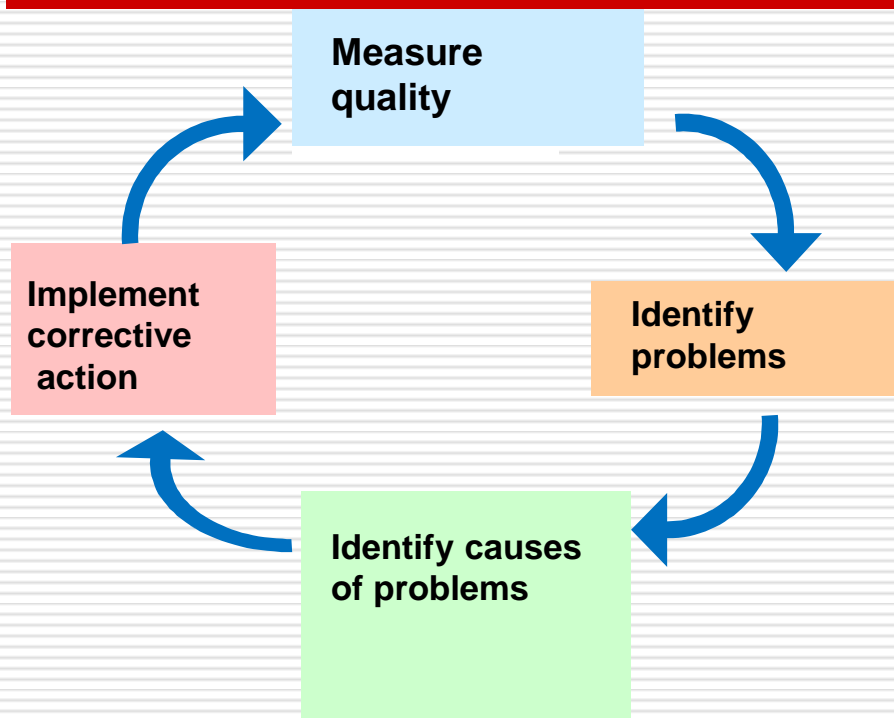 Measure
quality
Identify
problems
Identify causes
of problems
Implement
corrective
action